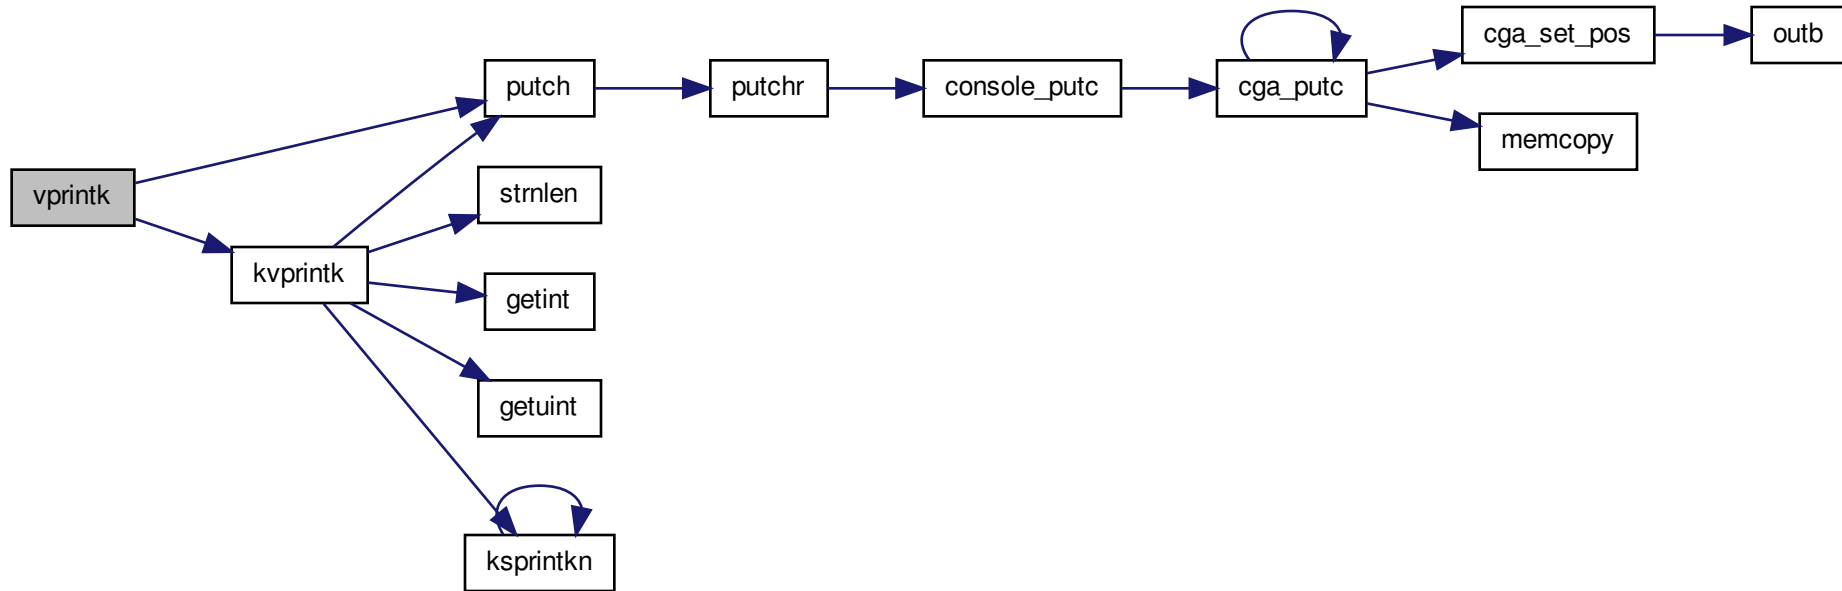 vprintk
kvprintk
putch
strnlen
getint
getuint
ksprintkn
putchr
console_putc
cga_putc
cga_set_pos
memcopy
outb